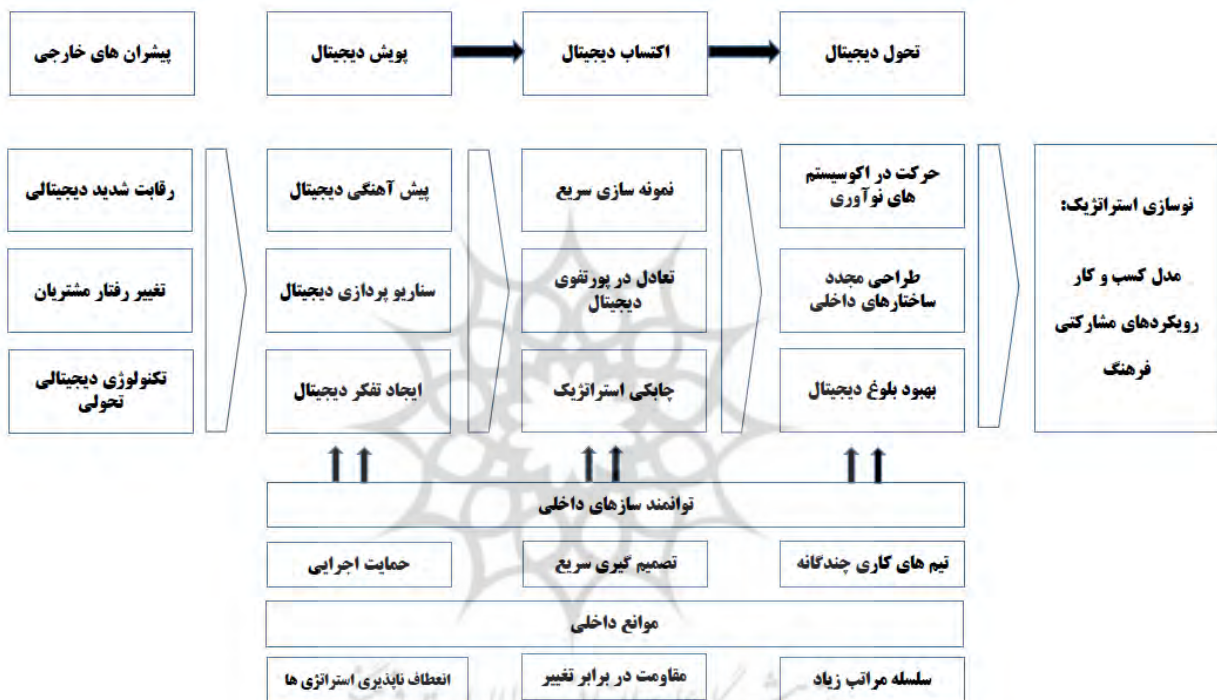 پیشران های خارجی
پویش دیجیتال
اکتساب دیجیتال
تحول دیجیتال
رقابت شدید دیجیتالی
تغییر رفتار مشتریان
تکنولوژی دیجیتالی
تحولی
پیش آهنگی دیجیتال
سناریو پردازی دیجیتال
ایجاد تفکر دیجیتال
نمونه سازی سریع
تعادل در پورتفوی
دیجیتال
چابکی استراتژیک
حرکت در اکوسیستم
های نوآوری
طراحی مجدد
ساختارهای داخلی
بهبود بلوغ دیجیتال
نوسازی استراتژیک:
مدل کسب و کار
رویکردهای مشارکتی
فرهنگ
توانمند سازهای داخلی
حمایت اجرایی
تصمیم گیری سریع
تیم های کاری چندگانه
موانع داخلی
انعطاف ناپذیری استراتژی ها
مقاومت در برابر تغییر
سلسله مراتب زیاد